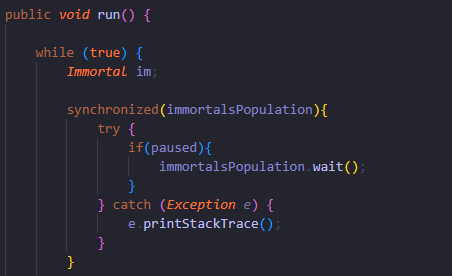 public void run() {
while (true) {
Immortal im;
synchronized(immortalsPopulation){
try {
if(paused){
immortalsPopulation.wait();
}
} catch (Exception e) {
e.printStackTrace();
}
}